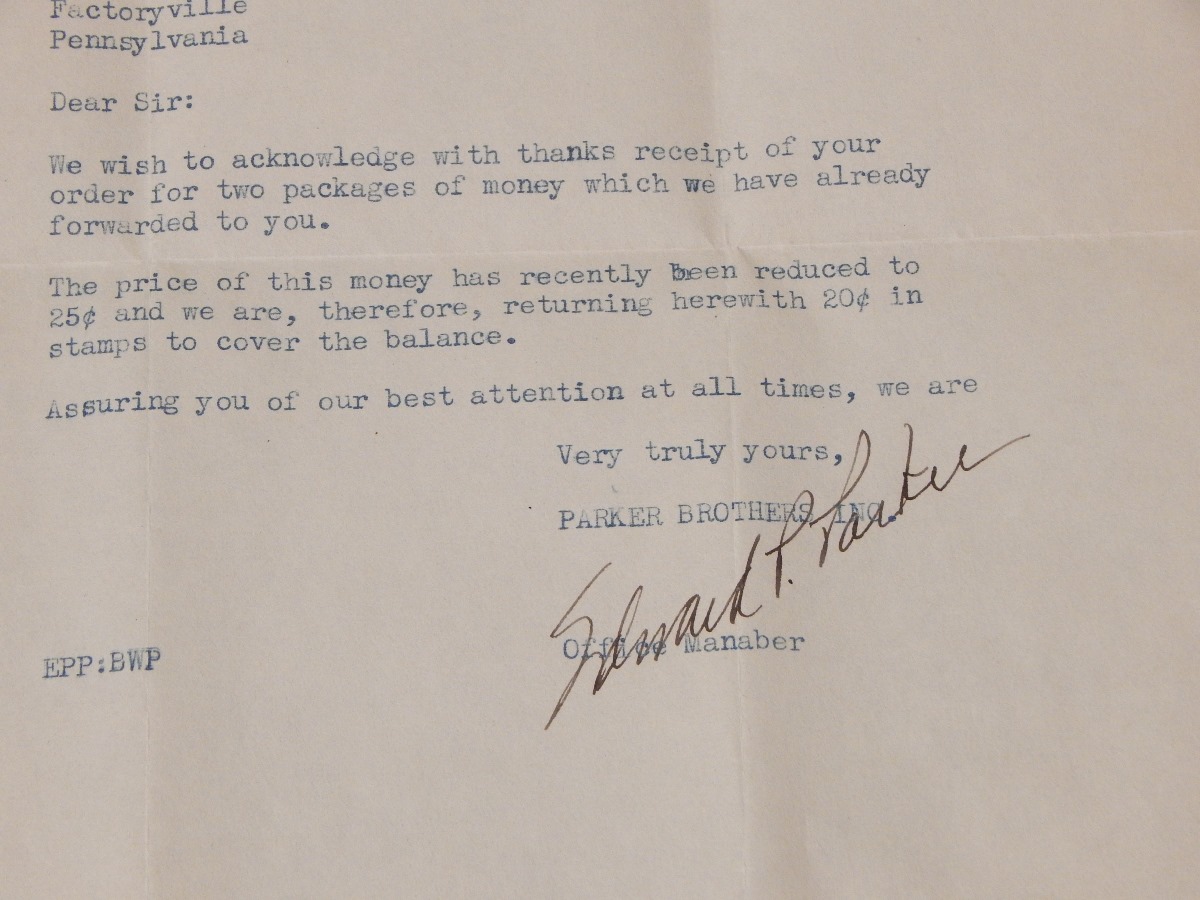 Factoryville
Pennsylvania
Dear Sir:
We wish to acknowledge with thanks receipt of your
order for two packages of money which we have already
forwarded to you.
The price of this money has recently been reduced to
25¢ and we are, therefore, returning herewith 20¢ in
stamps to cover the balance.
Assuring you of our best attention at all times, we are
Very truly yours,
PARKER BROTHERS INC.
Edward P. Parker
Office Manaber
EPP:BWP